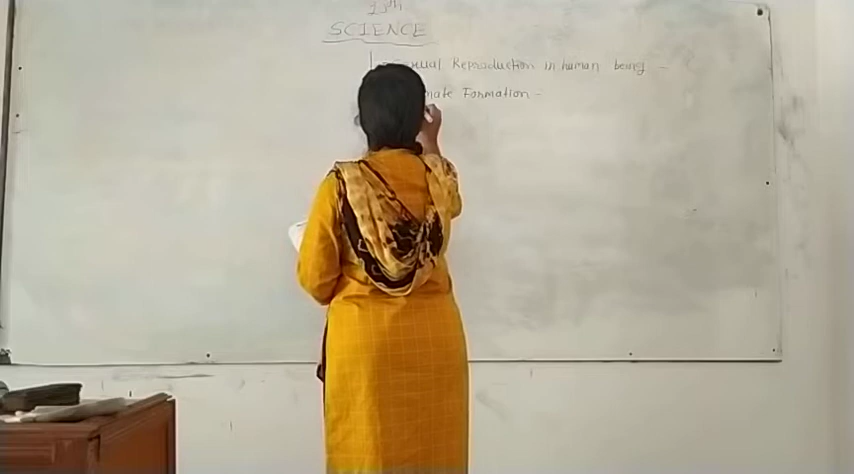 SCIENCE
Reproduction in human being -
Formation -